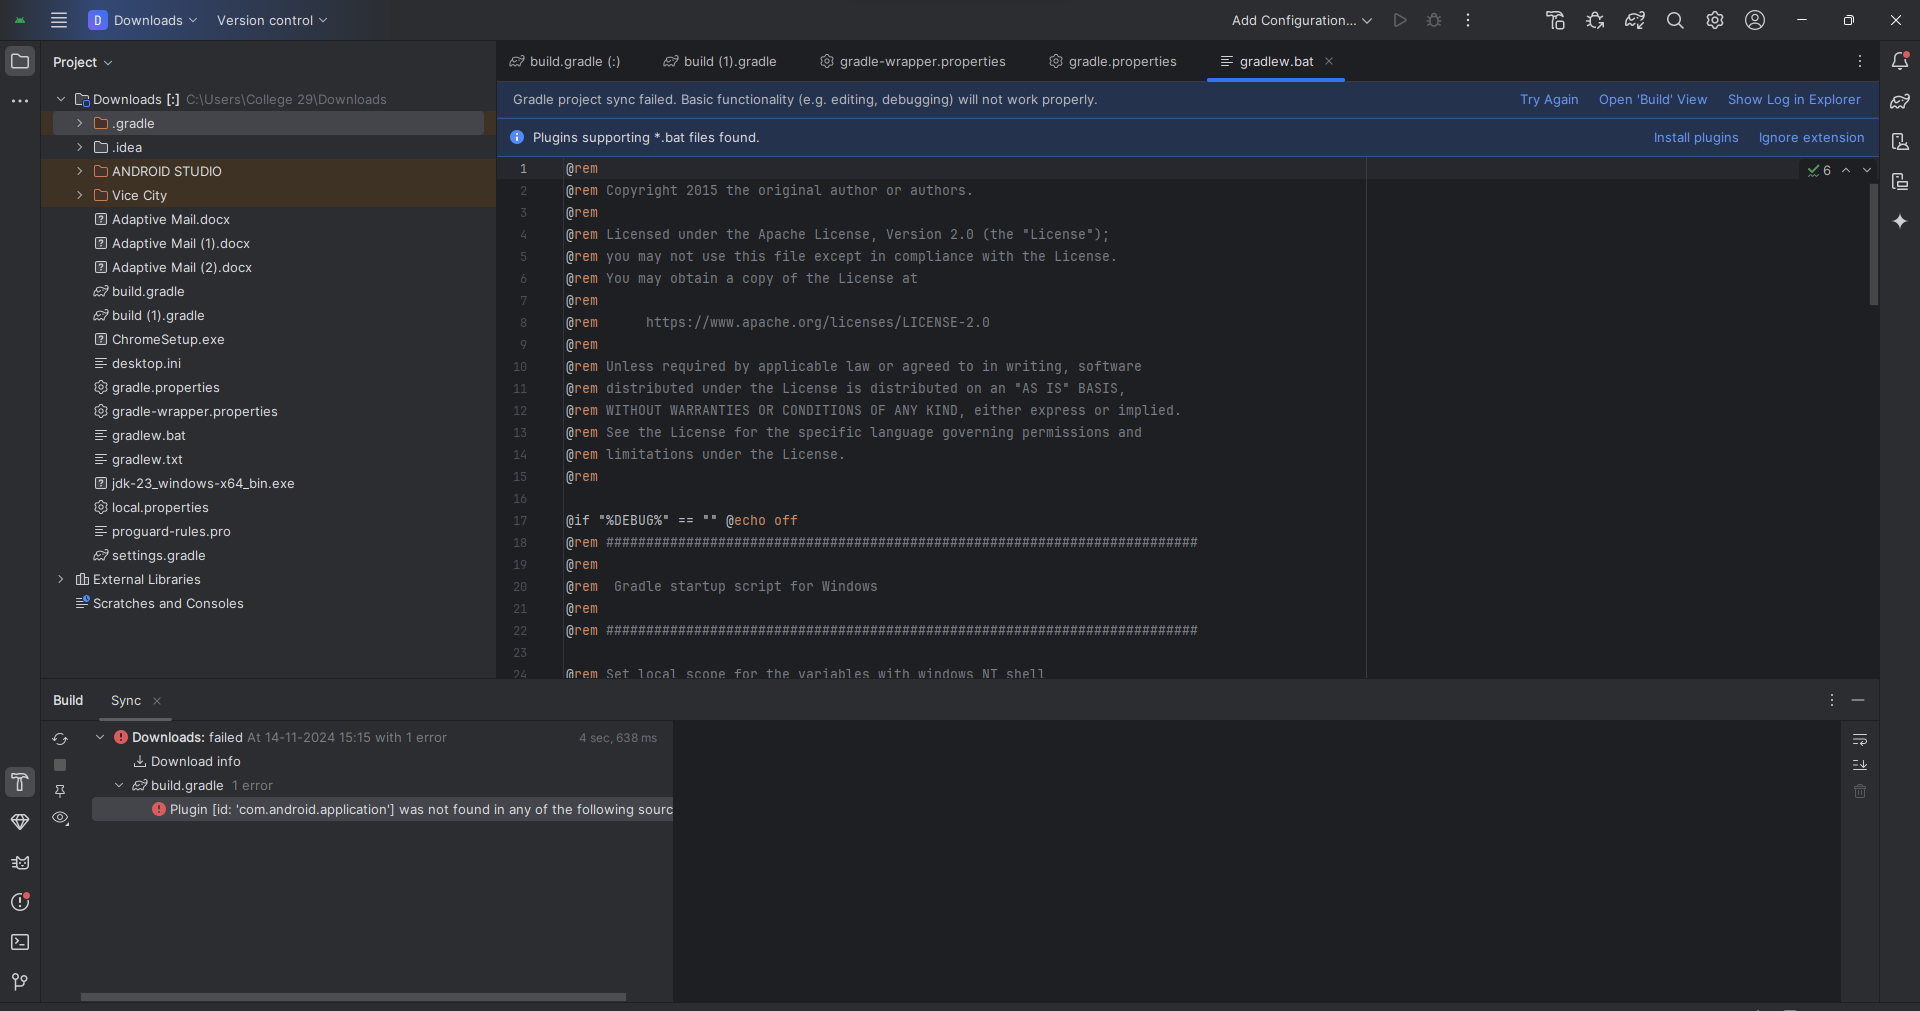 D Downloads Version control Add Configuration...
Project
build.gradle (:) build (1).gradle gradle-wrapper.properties gradle.properties gradlew.bat
Gradle project sync failed. Basic functionality (e.g. editing, debugging) will not work properly. Try Again Open 'Build' View Show Log in Explorer
Plugins supporting *.bat files found. Install plugins Ignore extension
Downloads [:] C:\Users\College 29\Downloads
.gradle
.idea
ANDROID STUDIO
Vice City
Adaptive Mail.docx
Adaptive Mail (1).docx
Adaptive Mail (2).docx
build.gradle
build (1).gradle
ChromeSetup.exe
desktop.ini
gradle.properties
gradle-wrapper.properties
gradlew.bat
gradlew.txt
jdk-23_windows-x64_bin.exe
local.properties
proguard-rules.pro
settings.gradle
External Libraries
Scratches and Consoles
6
1 @rem
2 @rem Copyright 2015 the original author or authors.
3 @rem
4 @rem Licensed under the Apache License, Version 2.0 (the "License");
5 @rem you may not use this file except in compliance with the License.
6 @rem You may obtain a copy of the License at
7 @rem
8 @rem      https://www.apache.org/licenses/LICENSE-2.0
9 @rem
10 @rem Unless required by applicable law or agreed to in writing, software
11 @rem distributed under the License is distributed on an "AS IS" BASIS,
12 @rem WITHOUT WARRANTIES OR CONDITIONS OF ANY KIND, either express or implied.
13 @rem See the License for the specific language governing permissions and
14 @rem limitations under the License.
15 @rem
16
17 @if "%DEBUG%" == "" @echo off
18 @rem ##########################################################################
19 @rem
20 @rem  Gradle startup script for Windows
21 @rem
22 @rem ##########################################################################
23
24 @rem Set local scope for the variables with windows NT shell
Build Sync
Downloads: failed At 14-11-2024 15:15 with 1 error 4 sec, 638 ms
Download info
build.gradle 1 error
Plugin [id: 'com.android.application'] was not found in any of the following sourc